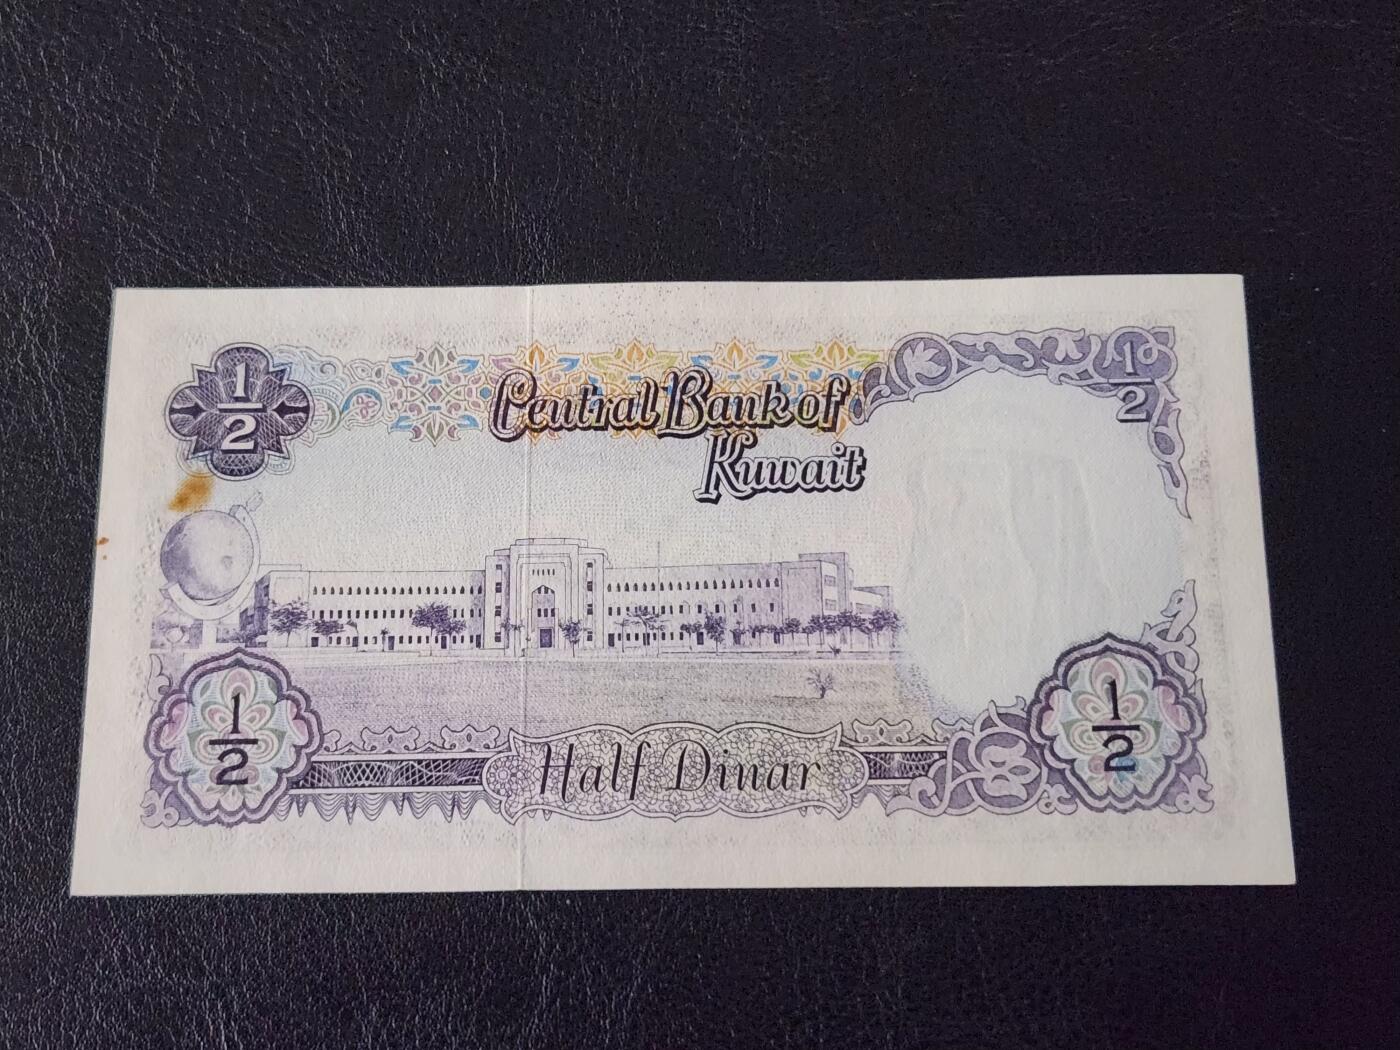 1/2
1/2
Central Bank of
Kuwait
1/2
Half Dinar
1/2